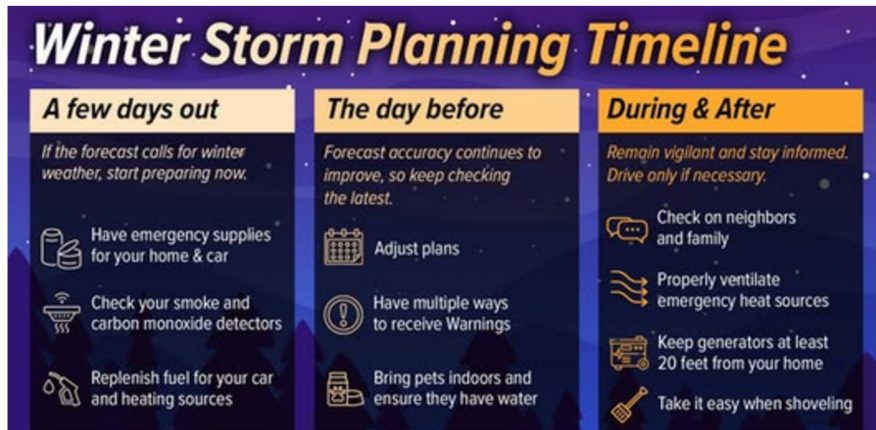 Winter Storm Planning Timeline
A few days out
If the forecast calls for winter
weather, start preparing now.
Have emergency supplies
for your home & car
Check your smoke and
carbon monoxide detectors
Replenish fuel for your car
and heating sources
The day before
Forecast accuracy continues to
improve, so keep checking
the latest.
Adjust plans
Have multiple ways
to receive Warnings
Bring pets indoors and
ensure they have water
During & After
Remain vigilant and stay informed.
Drive only if necessary.
Check on neighbors
and family
Properly ventilate
emergency heat sources
Keep generators at least
20 feet from your home
Take it easy when shoveling